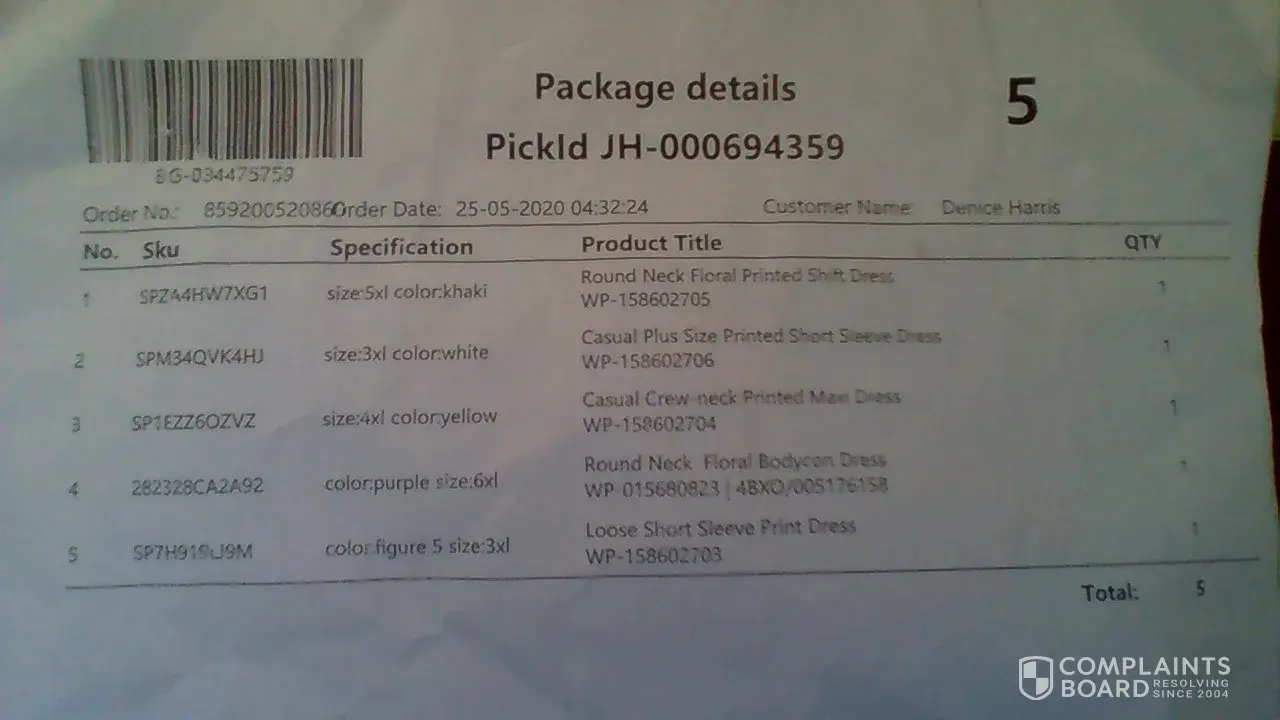 Package details
5
PickId JH-000694359
8G-034475759
Order No.: 859200520860rder Date: 25-05-2020 04:32:24 Customer Name: Denice Harris
No. Sku Specification Product Title QTY
1 SPZA4HW7XG1 size:5xl color:khaki Round Neck Floral Printed Shift Dress 1
WP-158602705
2 SPM34QVK4HJ size:3xl color:white Casual Plus Size Printed Short Sleeve Dress 1
WP-158602706
3 SP1EZZ6OZVZ size:4xl color:yellow Casual Crew-neck Printed Maxi Dress 1
WP-158602704
4 282328CA2A92 color:purple size:6xl Round Neck Floral Bodycon Dress 1
WP-015680823 | 4BXO/005176158
5 color:figure 5 size:3xl Loose Short Sleeve Print Dress 1
WP-158602703
Total: 5
COMPLAINTS
BOARD RESOLVING
SINCE 2004